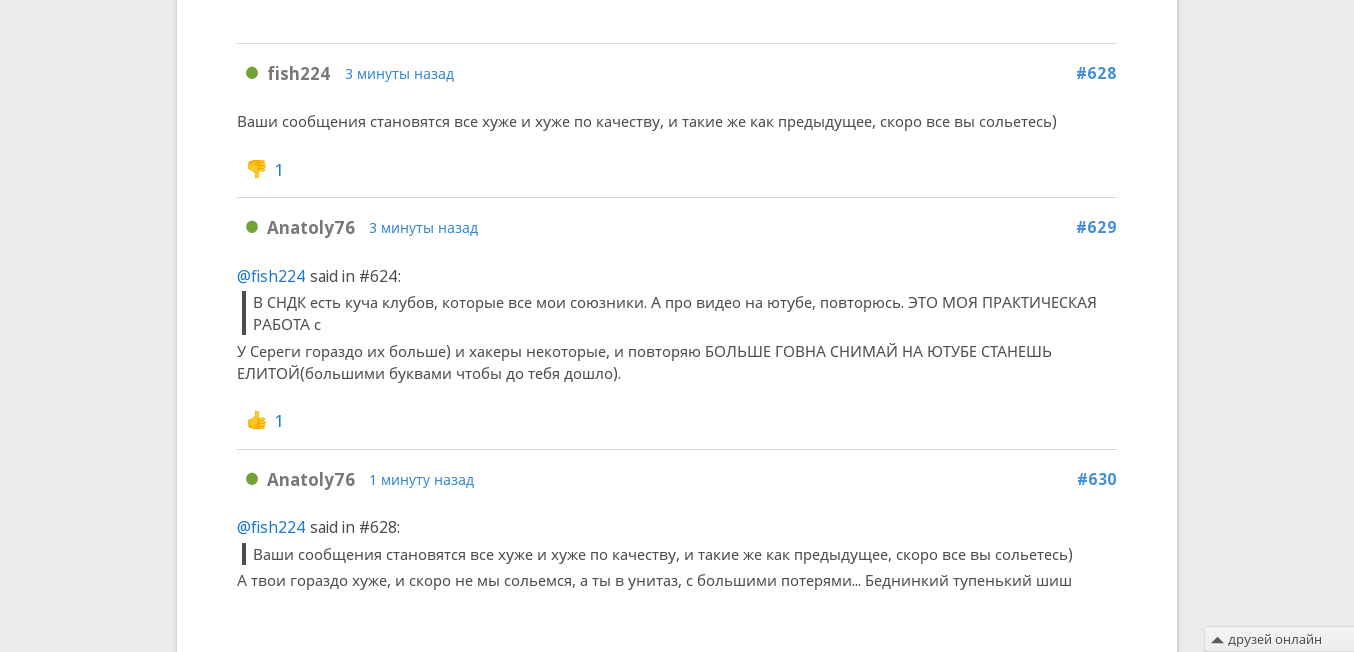 fish224 3 минуты назад #628
Ваши сообщения становятся все хуже и хуже по качеству, и такие же как предыдущее, скоро все вы сольетесь)
1
Anatoly76 3 минуты назад #629
@fish224 said in #624:
В СНДК есть куча клубов, которые все мои союзники. А про видео на ютубе, повторюсь. ЭТО МОЯ ПРАКТИЧЕСКАЯ
РАБОТА с
У Сереги гораздо их больше) и хакеры некоторые, и повторяю БОЛЬШЕ ГОВНА СНИМАЙ НА ЮТУБЕ СТАНЕШЬ
ЕЛИТОЙ(большими буквами чтобы до тебя дошло).
1
Anatoly76 1 минуту назад #630
@fish224 said in #628:
Ваши сообщения становятся все хуже и хуже по качеству, и такие же как предыдущее, скоро все вы сольетесь)
А твои гораздо хуже, и скоро не мы сольемся, а ты в унитаз, с большими потерями... Беднинкий тупенький шиш
друзей онлайн